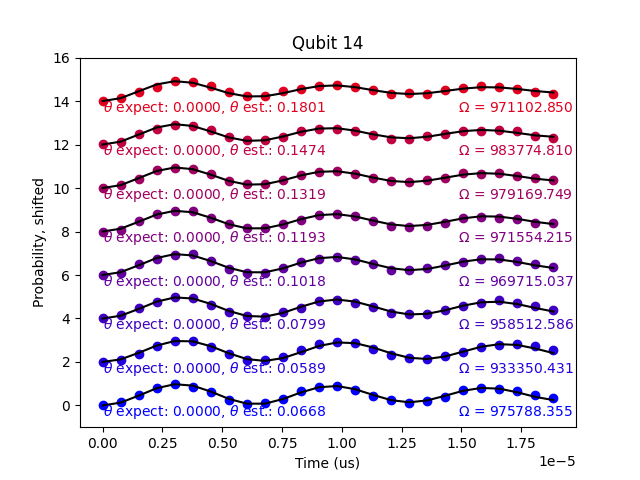 Qubit 14
16
14
12
10
8
6
4
2
0
Probability, shifted
θ expect: 0.0000, θ est.: 0.1801 Ω = 971102.850
θ expect: 0.0000, θ est.: 0.1474 Ω = 983774.810
θ expect: 0.0000, θ est.: 0.1319 Ω = 979169.749
θ expect: 0.0000, θ est.: 0.1193 Ω = 971554.215
θ expect: 0.0000, θ est.: 0.1018 Ω = 969715.037
θ expect: 0.0000, θ est.: 0.0799 Ω = 958512.586
θ expect: 0.0000, θ est.: 0.0589 Ω = 933350.431
θ expect: 0.0000, θ est.: 0.0668 Ω = 975788.355
0.00 0.25 0.50 0.75 1.00 1.25 1.50 1.75
1e−5
Time (us)